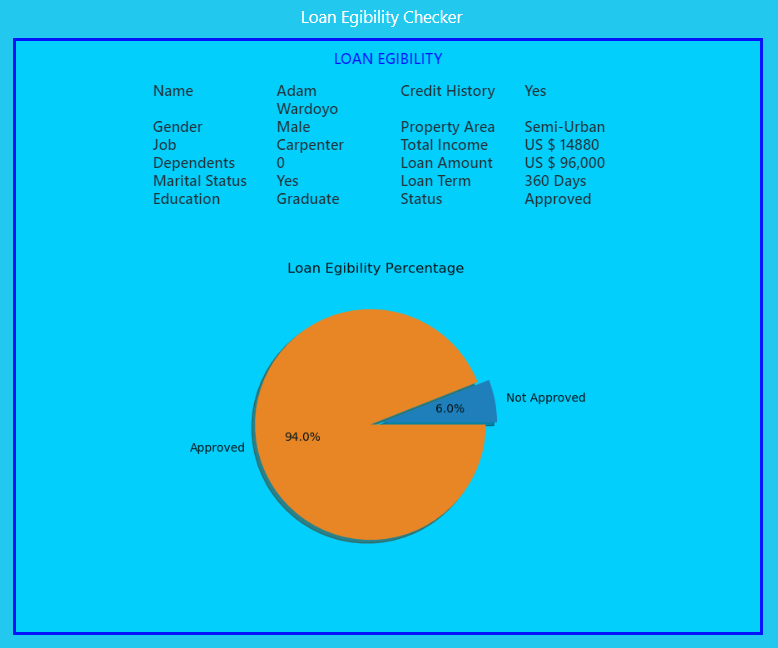 Loan Egibility Checker
LOAN EGIBILITY
Name Adam Wardoyo Credit History Yes
Gender Male Property Area Semi-Urban
Job Carpenter Total Income US $ 14880
Dependents 0 Loan Amount US $ 96,000
Marital Status Yes Loan Term 360 Days
Education Graduate Status Approved
Loan Egibility Percentage
Not Approved
6.0%
94.0%
Approved